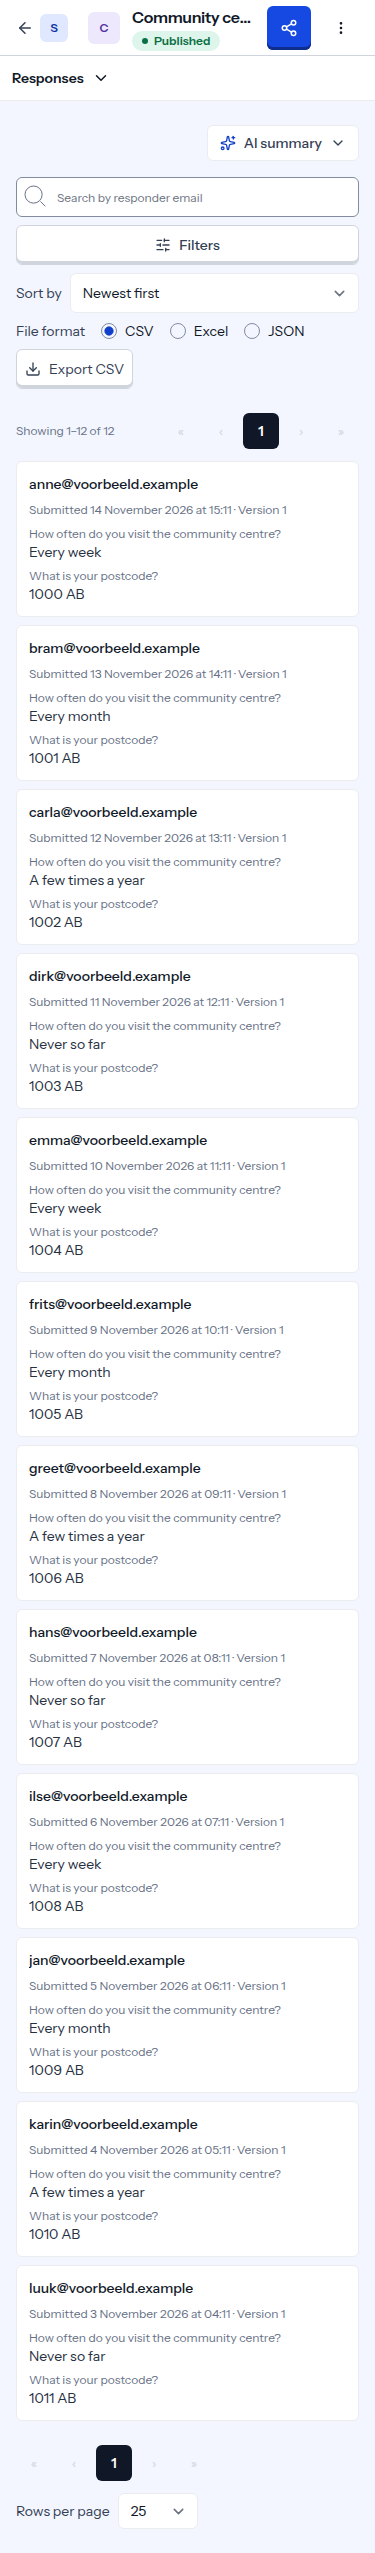 S
C
Community ce...
Published
Responses
AI summary
Search by responder email
Filters
Sort by
Newest first
File format
CSV
Excel
JSON
Export CSV
Showing 1–12 of 12
« ‹ 1 › »
anne@voorbeeld.example
Submitted 14 November 2026 at 15:11 · Version 1
How often do you visit the community centre?
Every week
What is your postcode?
1000 AB
bram@voorbeeld.example
Submitted 13 November 2026 at 14:11 · Version 1
How often do you visit the community centre?
Every month
What is your postcode?
1001 AB
carla@voorbeeld.example
Submitted 12 November 2026 at 13:11 · Version 1
How often do you visit the community centre?
A few times a year
What is your postcode?
1002 AB
dirk@voorbeeld.example
Submitted 11 November 2026 at 12:11 · Version 1
How often do you visit the community centre?
Never so far
What is your postcode?
1003 AB
emma@voorbeeld.example
Submitted 10 November 2026 at 11:11 · Version 1
How often do you visit the community centre?
Every week
What is your postcode?
1004 AB
frits@voorbeeld.example
Submitted 9 November 2026 at 10:11 · Version 1
How often do you visit the community centre?
Every month
What is your postcode?
1005 AB
greet@voorbeeld.example
Submitted 8 November 2026 at 09:11 · Version 1
How often do you visit the community centre?
A few times a year
What is your postcode?
1006 AB
hans@voorbeeld.example
Submitted 7 November 2026 at 08:11 · Version 1
How often do you visit the community centre?
Never so far
What is your postcode?
1007 AB
ilse@voorbeeld.example
Submitted 6 November 2026 at 07:11 · Version 1
How often do you visit the community centre?
Every week
What is your postcode?
1008 AB
jan@voorbeeld.example
Submitted 5 November 2026 at 06:11 · Version 1
How often do you visit the community centre?
Every month
What is your postcode?
1009 AB
karin@voorbeeld.example
Submitted 4 November 2026 at 05:11 · Version 1
How often do you visit the community centre?
A few times a year
What is your postcode?
1010 AB
luuk@voorbeeld.example
Submitted 3 November 2026 at 04:11 · Version 1
How often do you visit the community centre?
Never so far
What is your postcode?
1011 AB
« ‹ 1 › »
Rows per page
25